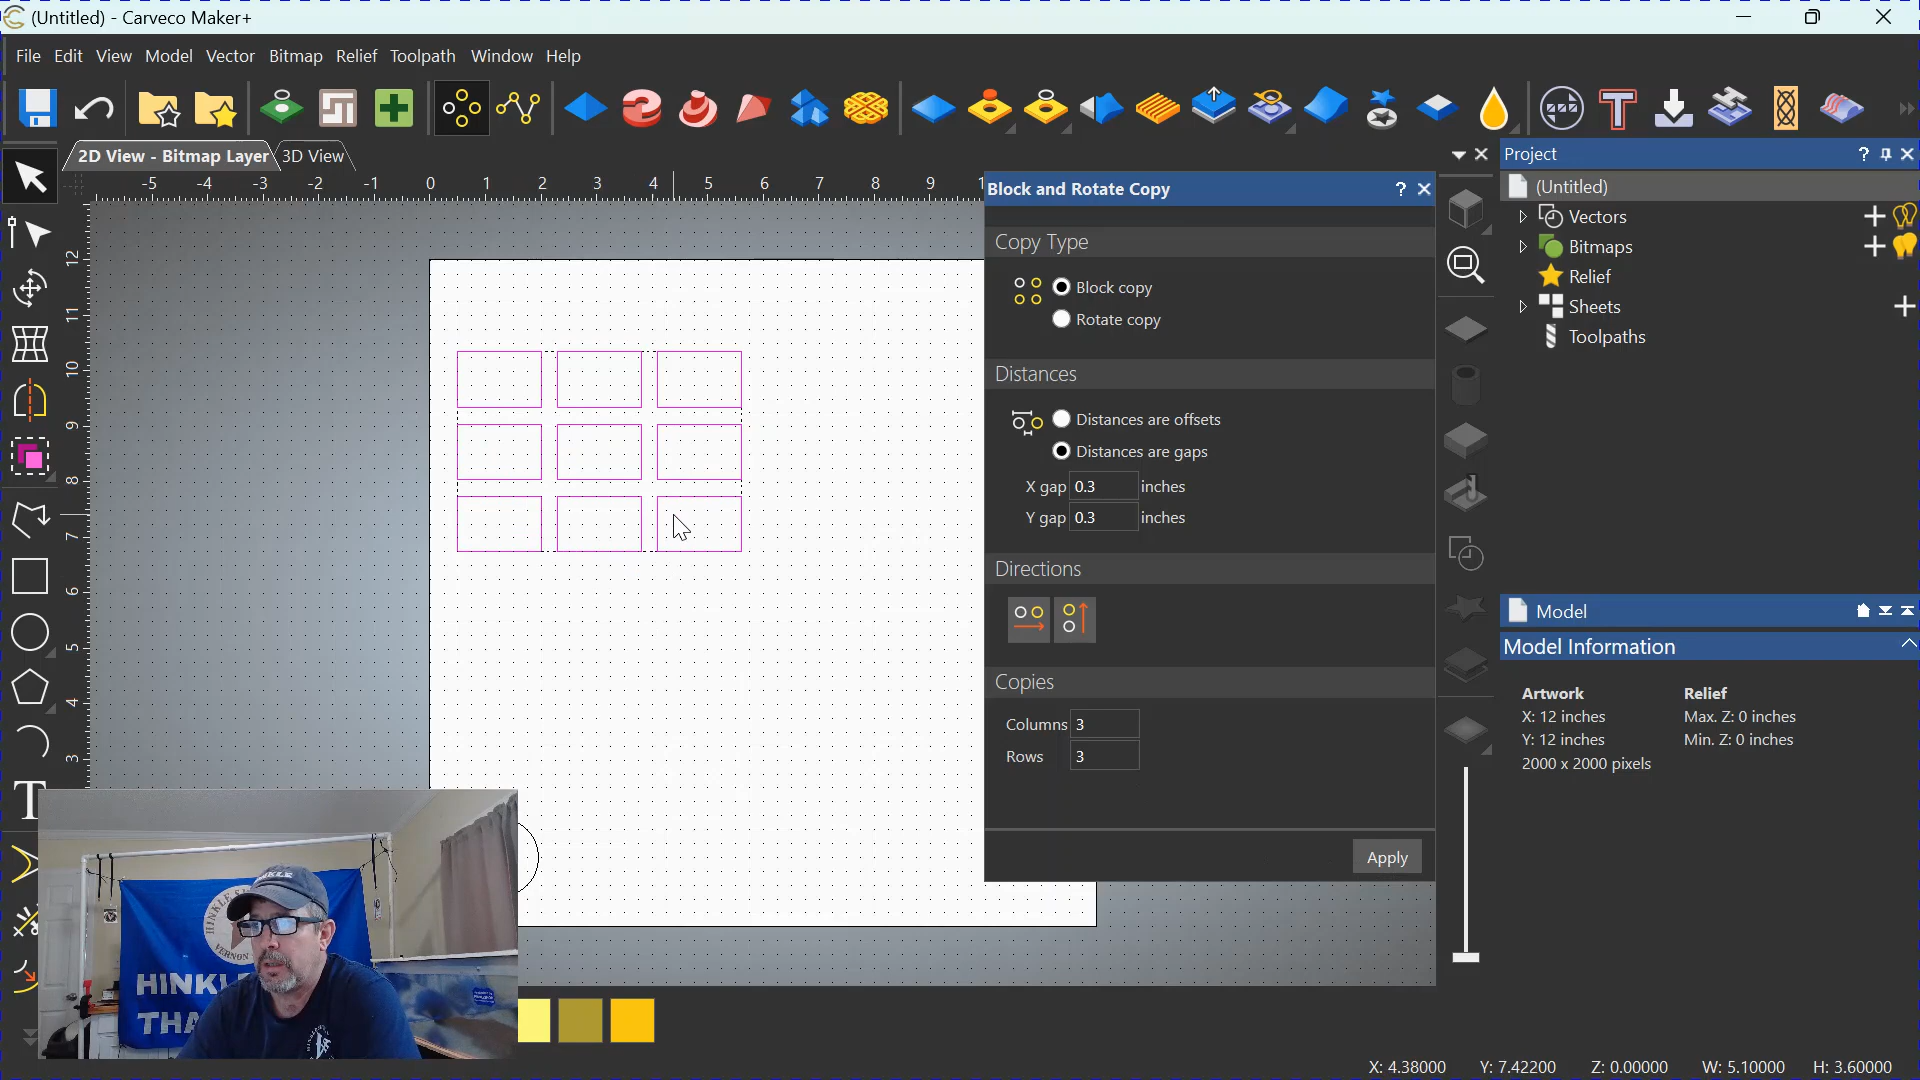 (Untitled) - Carveco Maker+
File Edit View Model Vector Bitmap Relief Toolpath Window Help
2D View - Bitmap Layer 3D View
Project
-5 -4 -3 -2 -1 0 1 2 3 4 5 6 7 8 9
12
11
10
9
8
7
6
5
4
3
Block and Rotate Copy
Copy Type
Block copy
Rotate copy
Distances
Distances are offsets
Distances are gaps
X gap 0.3 inches
Y gap 0.3 inches
Directions
Copies
Columns 3
Rows 3
Apply
(Untitled)
Vectors
Bitmaps
Relief
Sheets
Toolpaths
Model
Model Information
Artwork Relief
X: 12 inches Max. Z: 0 inches
Y: 12 inches Min. Z: 0 inches
2000 x 2000 pixels
X: 4.38000 Y: 7.42200 Z: 0.00000 W: 5.10000 H: 3.60000